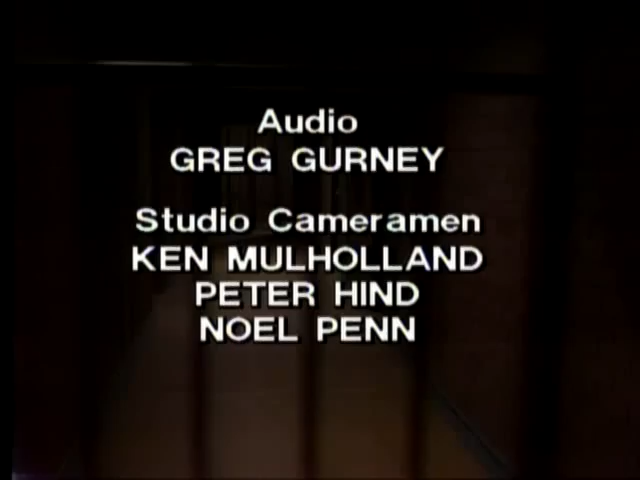 Audio
GREG GURNEY
Studio Cameramen
KEN MULHOLLAND
PETER HIND
NOEL PENN